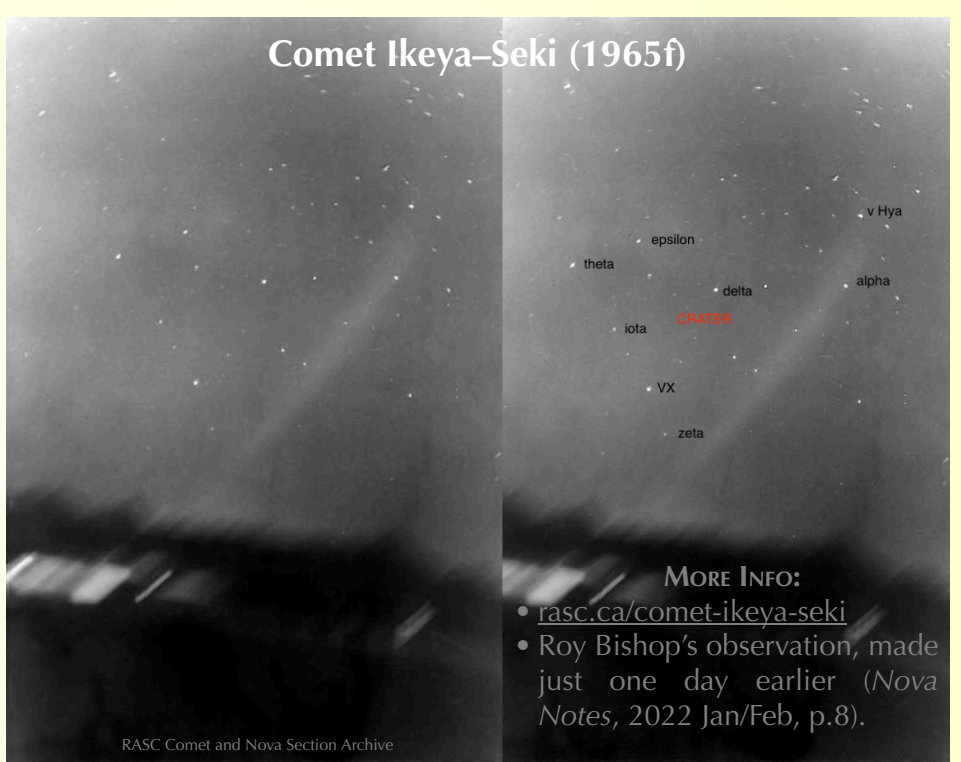 Comet Ikeya–Seki (1965f)
ν Hya
epsilon
theta
alpha
delta
CRATER
iota
VX
zeta
MORE INFO:
• rasc.ca/comet-ikeya-seki
• Roy Bishop's observation, made
just one day earlier (Nova
Notes, 2022 Jan/Feb, p.8).
RASC Comet and Nova Section Archive